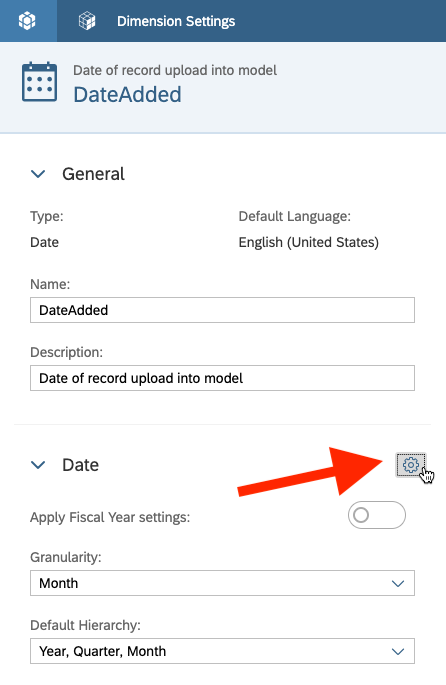 Dimension Settings
Date of record upload into model
DateAdded
General
Type:
Default Language:
Date
English (United States)
Name:
DateAdded
Description:
Date of record upload into model
Date
Apply Fiscal Year settings:
Granularity:
Month
Default Hierarchy:
Year, Quarter, Month